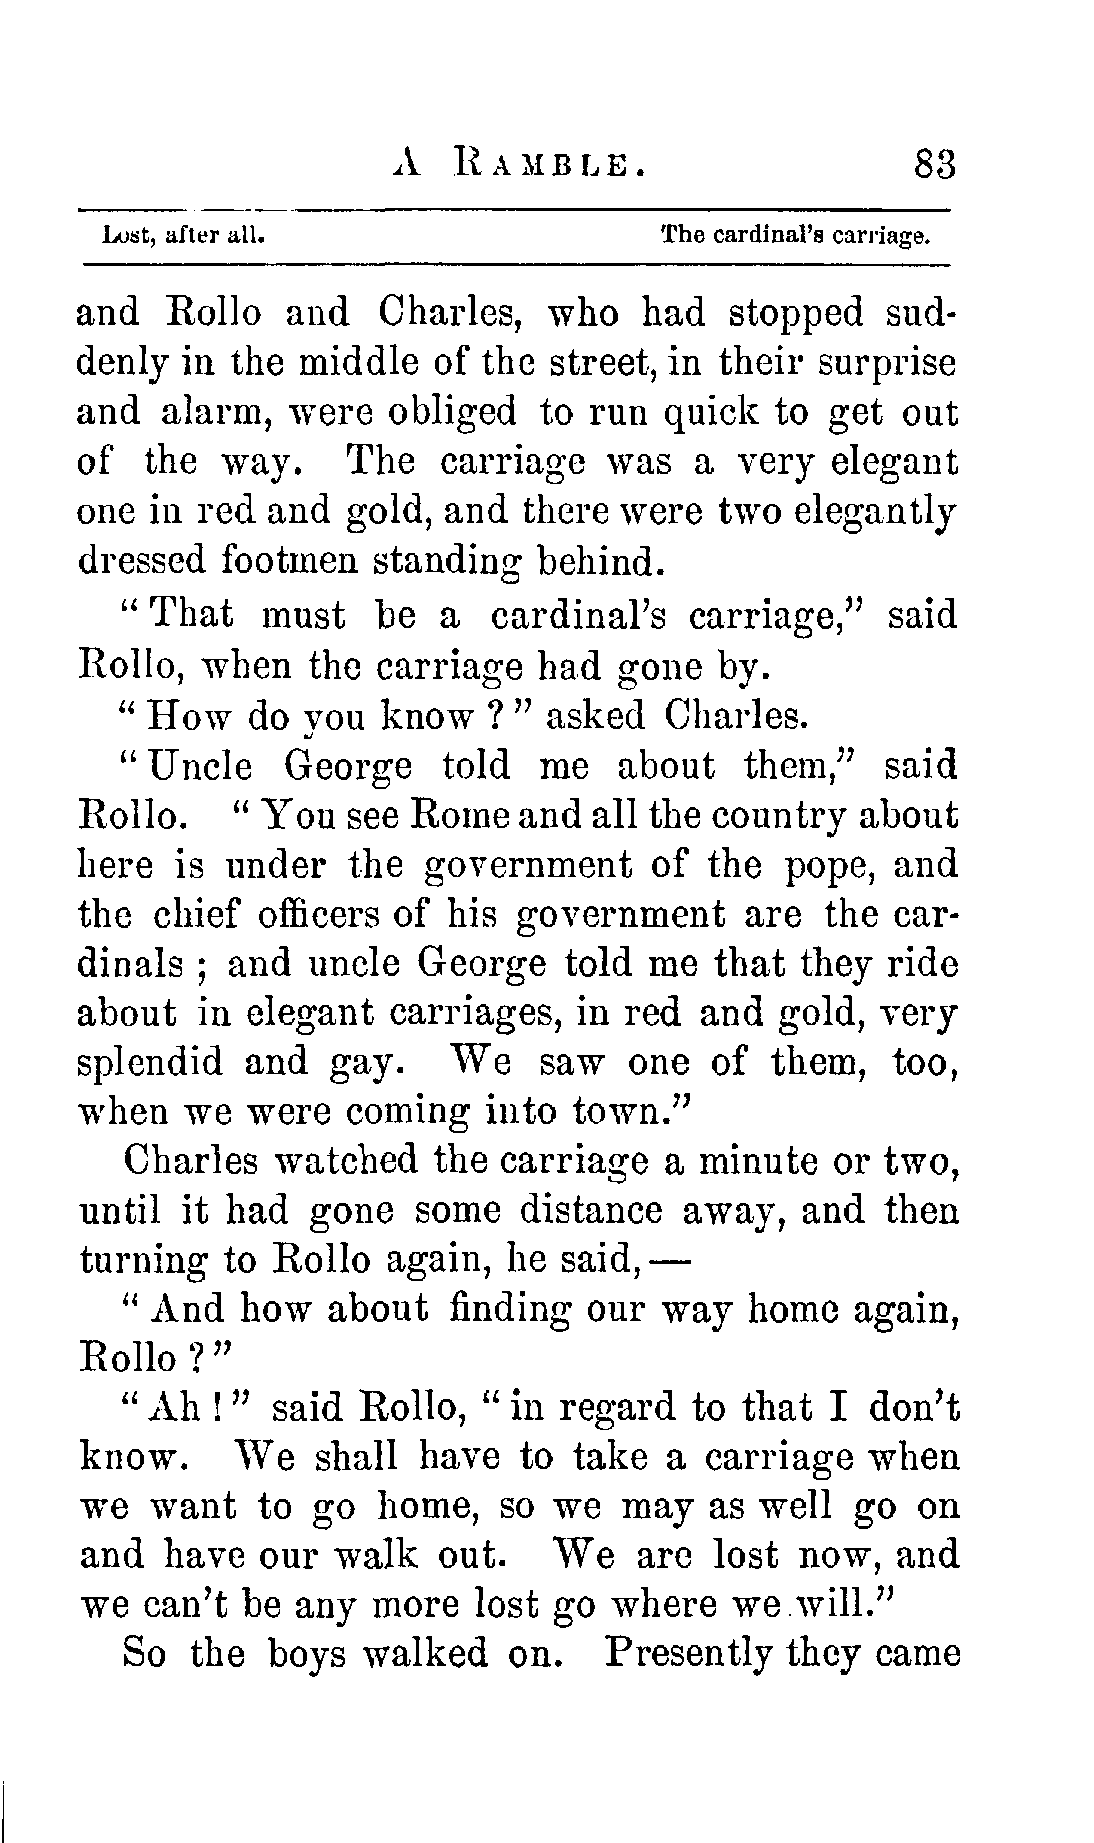 A RAMBLE. 83
Lost, after all. The cardinal's carriage.
and Rollo and Charles, who had stopped sud-
denly in the middle of the street, in their surprise
and alarm, were obliged to run quick to get out
of the way. The carriage was a very elegant
one in red and gold, and there were two elegantly
dressed footmen standing behind.
“ That must be a cardinal’s carriage,” said
Rollo, when the carriage had gone by.
“ How do you know ? ” asked Charles.
“ Uncle George told me about them,” said
Rollo. “ You see Rome and all the country about
here is under the government of the pope, and
the chief officers of his government are the car-
dinals ; and uncle George told me that they ride
about in elegant carriages, in red and gold, very
splendid and gay. We saw one of them, too,
when we were coming into town.”
Charles watched the carriage a minute or two,
until it had gone some distance away, and then
turning to Rollo again, he said, —
“ And how about finding our way home again,
Rollo ? ”
“ Ah ! ” said Rollo, “ in regard to that I don’t
know. We shall have to take a carriage when
we want to go home, so we may as well go on
and have our walk out. We are lost now, and
we can’t be any more lost go where we will.”
So the boys walked on. Presently they came